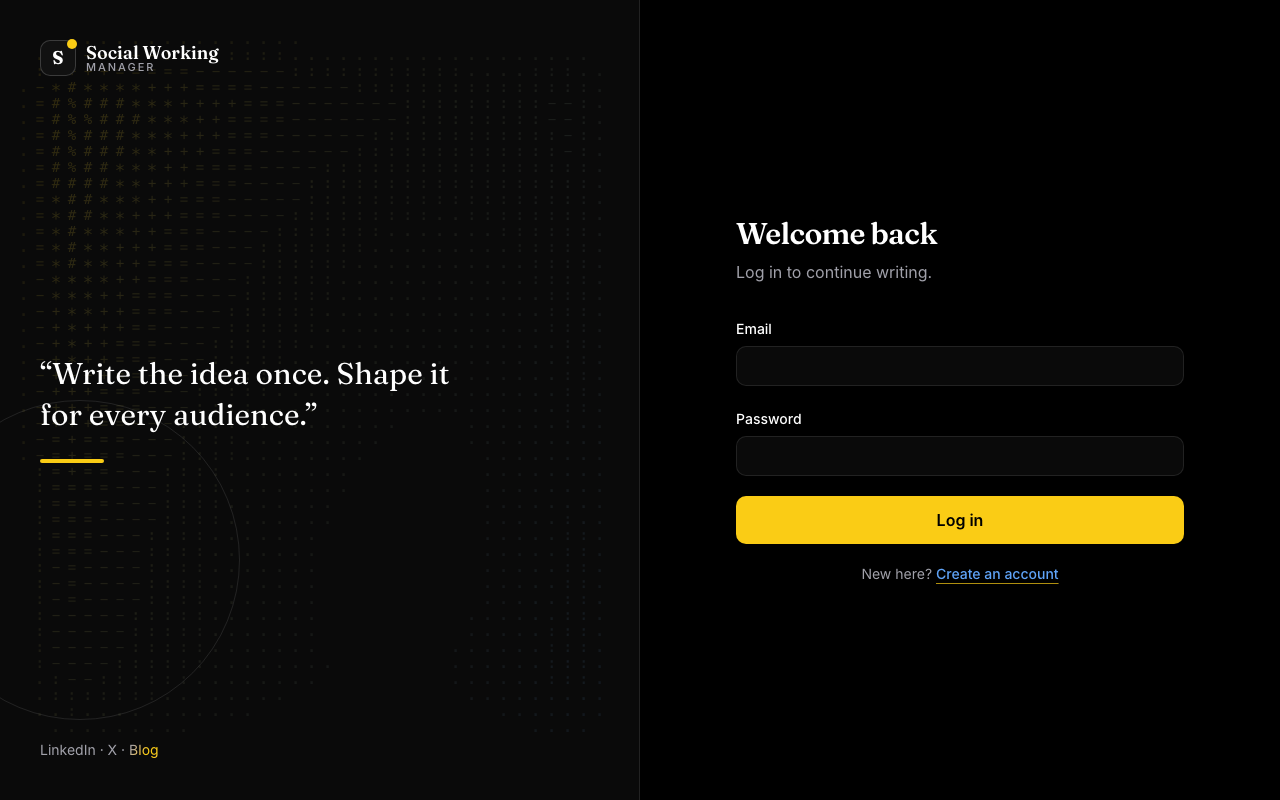 S
Social Working
MANAGER
“Write the idea once. Shape it
for every audience.”
LinkedIn · X · Blog
Welcome back
Log in to continue writing.
Email
Password
Log in
New here? Create an account